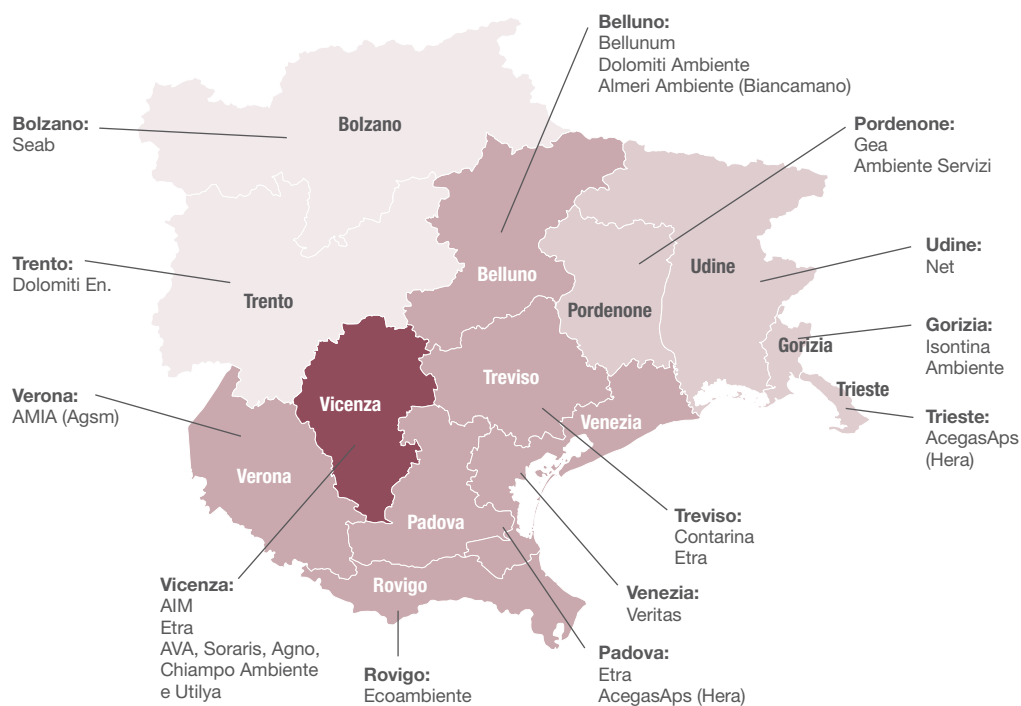 Belluno:
Bellunum
Dolomiti Ambiente
Almeri Ambiente (Biancamano)
Bolzano:
Seab
Bolzano
Pordenone:
Gea
Ambiente Servizi
Trento:
Dolomiti En.
Trento
Belluno
Udine
Udine:
Net
Pordenone
Gorizia
Gorizia:
Isontina
Ambiente
Verona:
AMIA (Agsm)
Vicenza
Treviso
Venezia
Trieste
Trieste:
AcegasAps
(Hera)
Verona
Padova
Treviso:
Contarina
Etra
Rovigo
Vicenza:
AIM
Etra
AVA, Soraris, Agno,
Chiampo Ambiente
e Utilya
Rovigo:
Ecoambiente
Venezia:
Veritas
Padova:
Etra
AcegasAps (Hera)